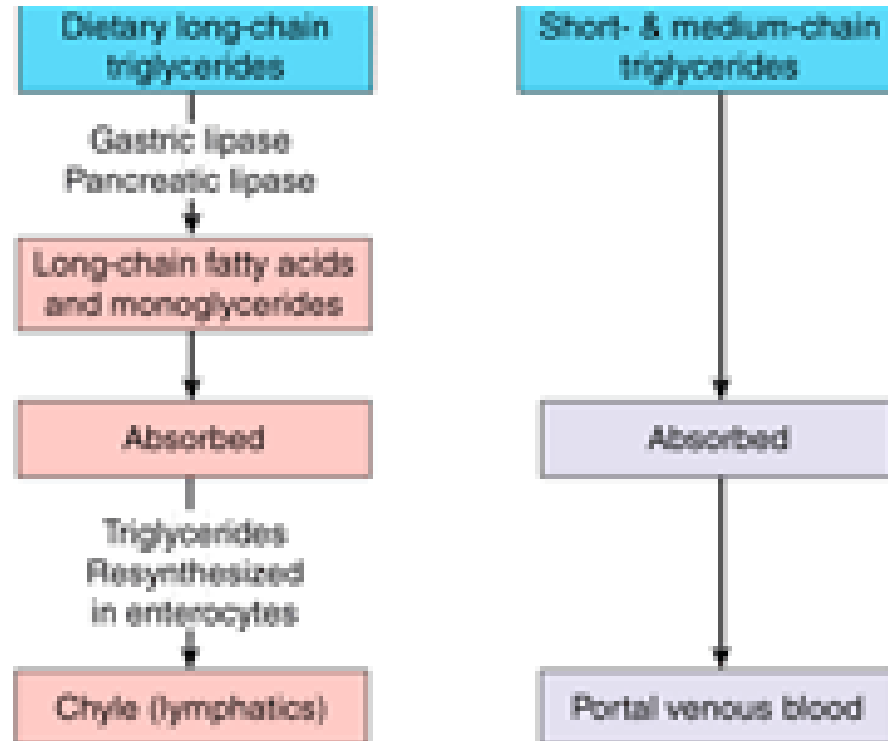 Dietary long-chain
triglycerides
Gastric lipase
Pancreatic lipase
Long-chain fatty acids
and monoglycerides
Absorbed
Triglycerides
Resynthesized
in enterocytes
Chyle (lymphatics)
Short- & medium-chain
triglycerides
Absorbed
Portal venous blood